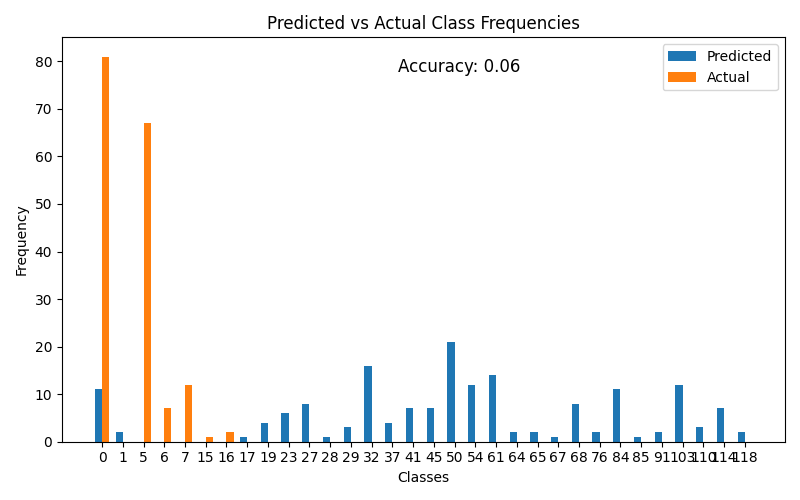 Predicted vs Actual Class Frequencies
Accuracy: 0.06
Predicted
Actual
Frequency
80
70
60
50
40
30
20
10
0
0 1 5 6 7 15 16 17 19 23 27 28 29 32 37 41 45 50 54 61 64 65 67 68 76 84 85 91 103 110 114 118
Classes